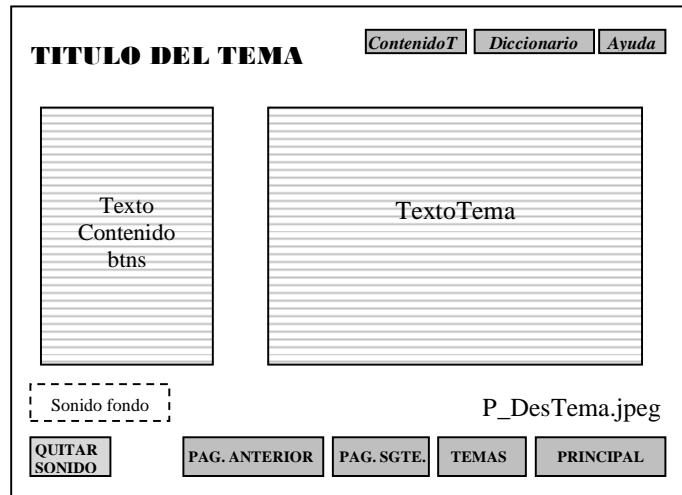 TITULO DEL TEMA
ContenidoT
Diccionario
Ayuda
Texto
Contenido
btns
TextoTema
Sonido fondo
P_DesTema.jpeg
QUITAR
SONIDO
PAG. ANTERIOR
PAG. SGTE.
TEMAS
PRINCIPAL